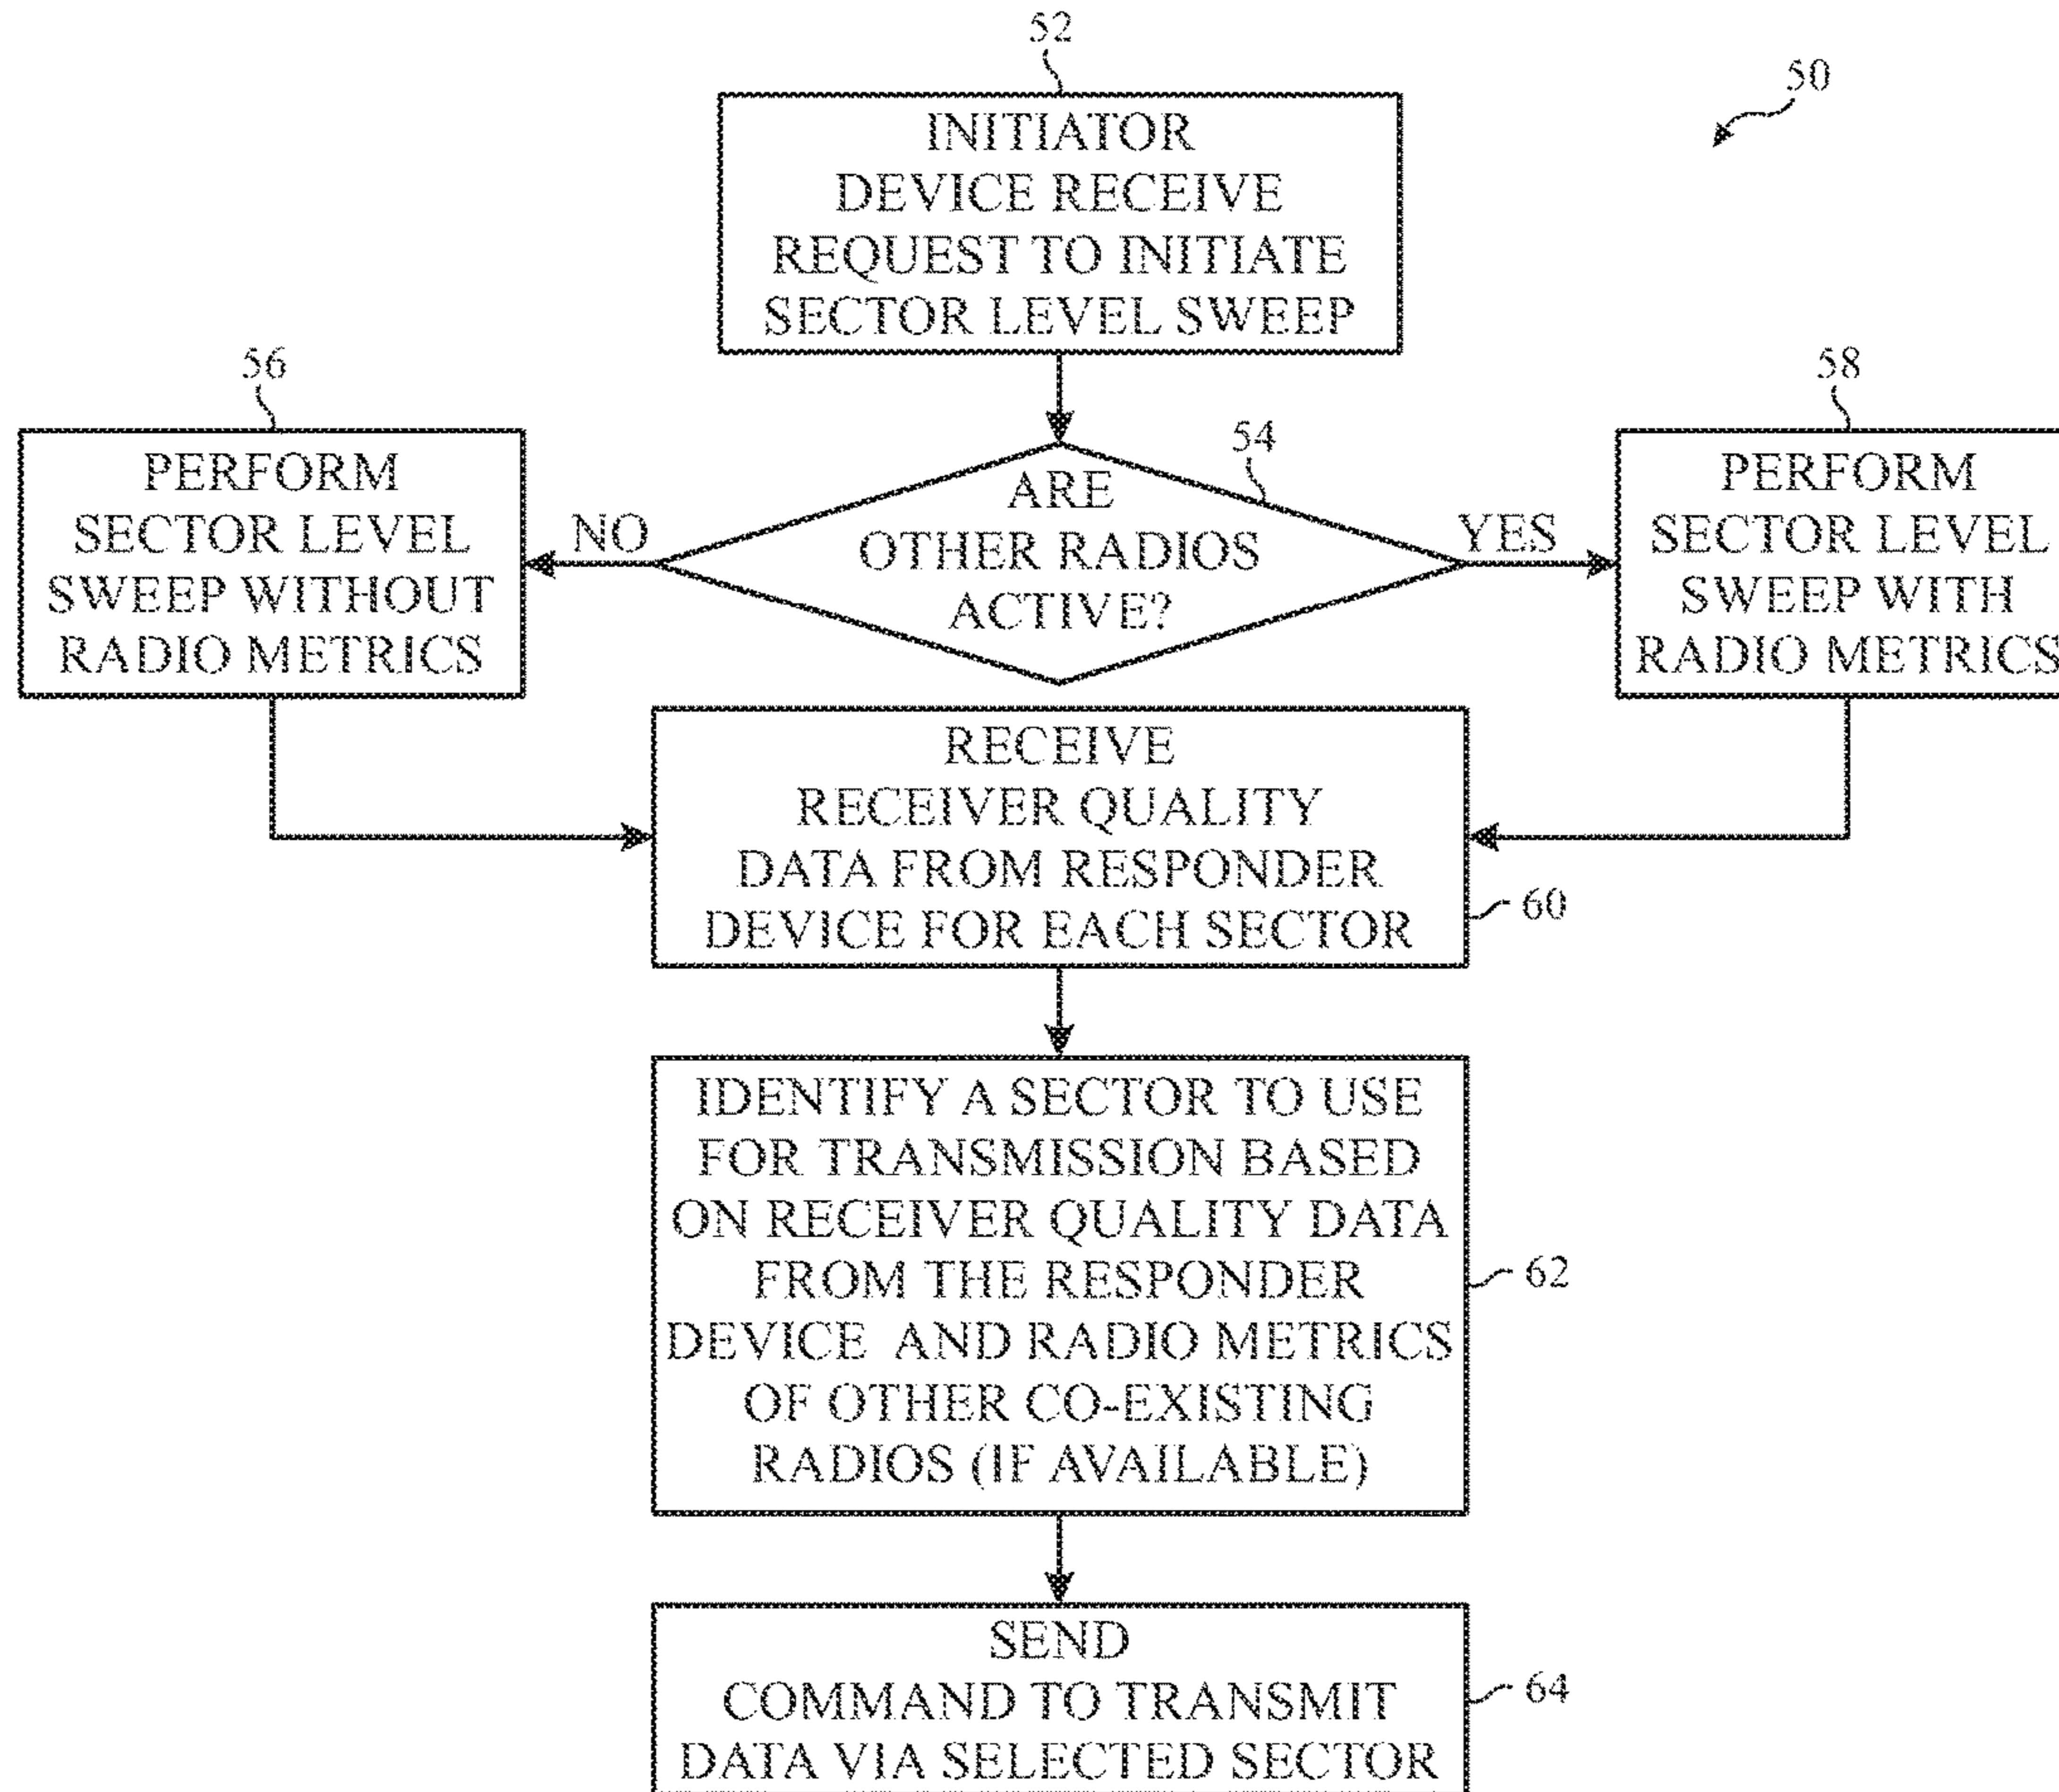 52
50
INITIATOR
DEVICE RECEIVE
REQUEST TO INITIATE
SECTOR LEVEL SWEEP
56
PERFORM
SECTOR LEVEL
SWEEP WITHOUT
RADIO METRICS
NO
54
ARE
OTHER RADIOS
ACTIVE?
YES
58
PERFORM
SECTOR LEVEL
SWEEP WITH
RADIO METRICS
RECEIVE
RECEIVER QUALITY
DATA FROM RESPONDER
DEVICE FOR EACH SECTOR
60
IDENTIFY A SECTOR TO USE
FOR TRANSMISSION BASED
ON RECEIVER QUALITY DATA
FROM THE RESPONDER
DEVICE AND RADIO METRICS
OF OTHER CO-EXISTING
RADIOS (IF AVAILABLE)
62
SEND
COMMAND TO TRANSMIT
DATA VIA SELECTED SECTOR
64